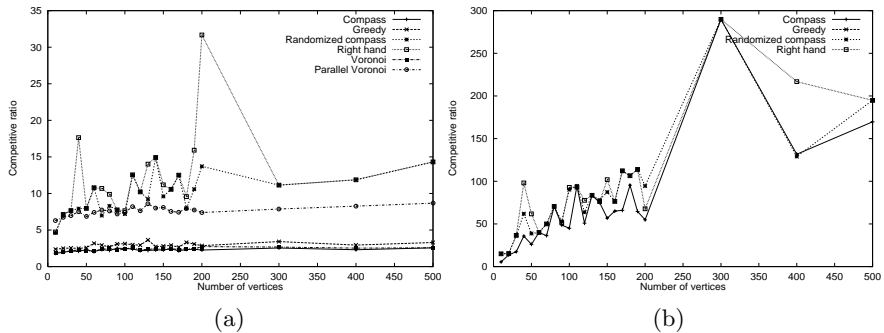 Competitive ratio
35
30
25
20
15
10
5
0
0
50
100
150
200
250
300
350
400
450
500
Number of vertices
Compass
Greedy
Randomized compass
Right hand
Voronoi
Parallel Voronoi
(a)
Competitive ratio
300
250
200
150
100
50
0
0
50
100
150
200
250
300
350
400
450
500
Number of vertices
Compass
Greedy
Randomized compass
Right hand
(b)